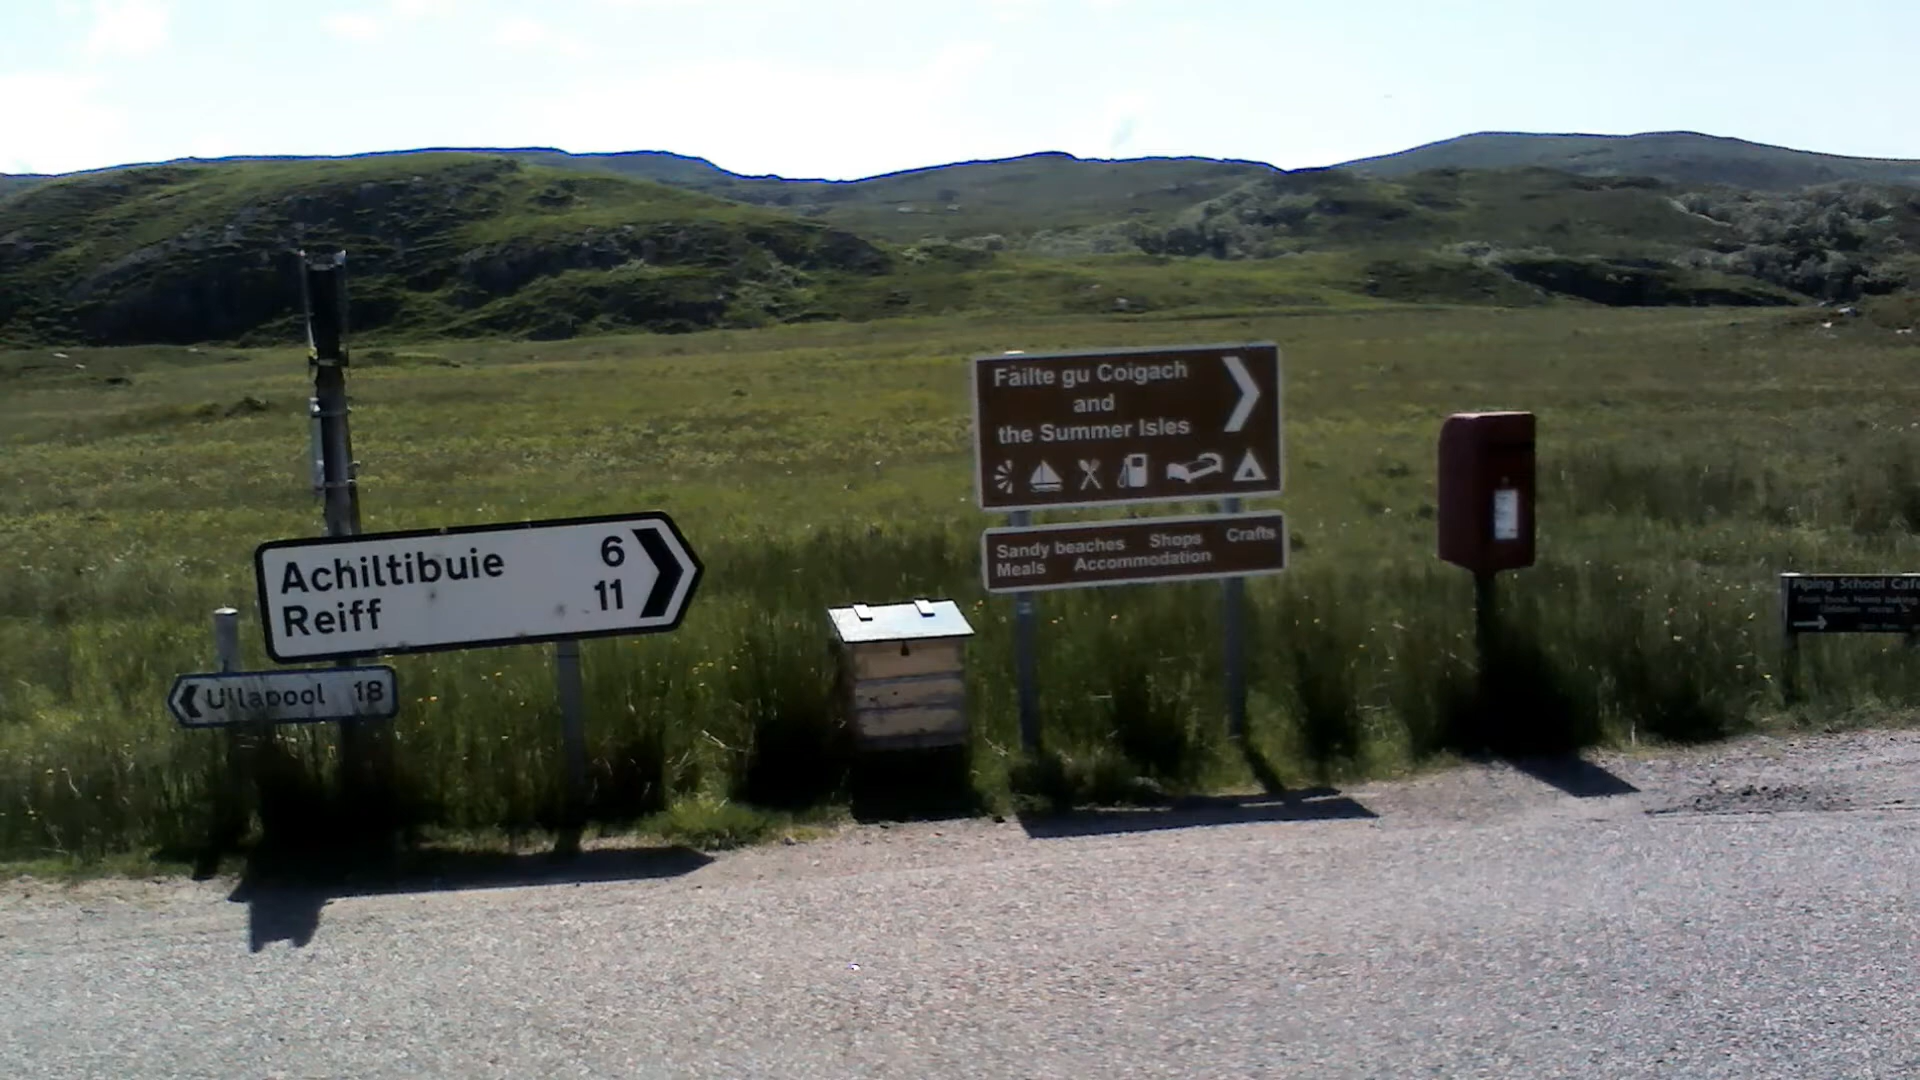 Achiltibuie 6
Reiff 11
Ullapool 18
Fàilte gu Coigach
and
the Summer Isles
Sandy beaches Shops Crafts
Meals Accommodation
Piping School Cafe